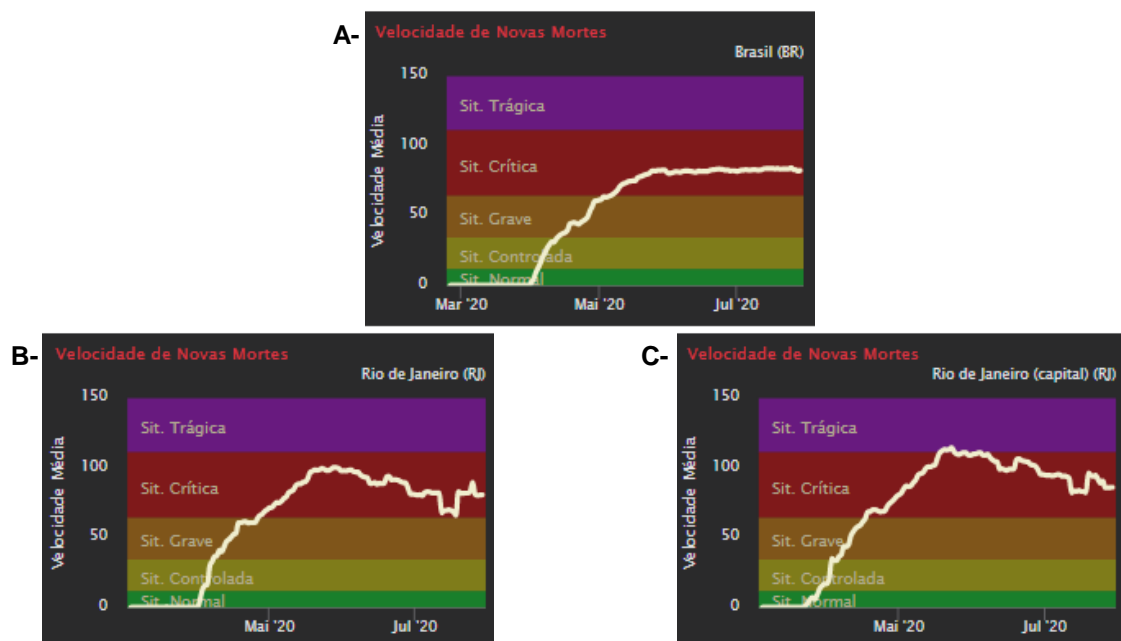 A-
Velocidade de Novas Mortes
Brasil (BR)
Velocidade Média
150
100
50
0
Sit. Trágica
Sit. Crítica
Sit. Grave
Sit. Controlada
Sit. Normal
Mar '20
Mai '20
Jul '20
B-
Velocidade de Novas Mortes
Rio de Janeiro (RJ)
Velocidade Média
150
100
50
0
Sit. Trágica
Sit. Crítica
Sit. Grave
Sit. Controlada
Sit. Normal
Mai '20
Jul '20
C-
Velocidade de Novas Mortes
Rio de Janeiro (capital) (RJ)
Velocidade Média
150
100
50
0
Sit. Trágica
Sit. Crítica
Sit. Grave
Sit. Controlada
Sit. Normal
Mai '20
Jul '20